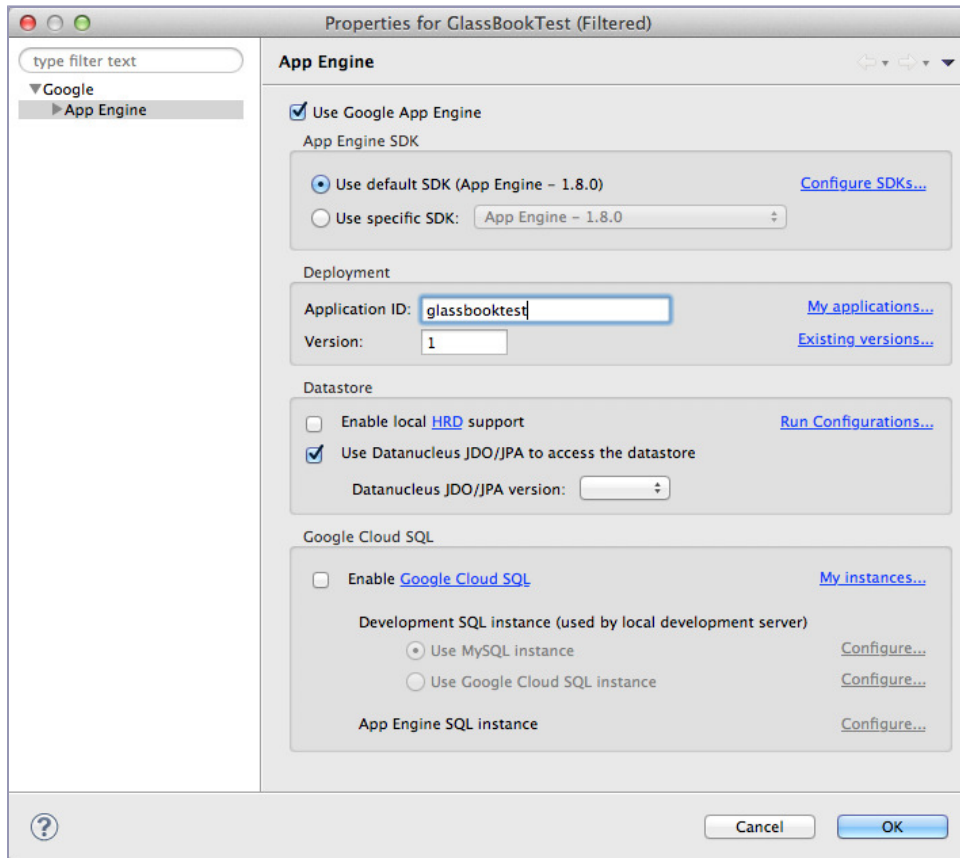 Properties for GlassBookTest (Filtered)
type filter text
Google
App Engine
App Engine
Use Google App Engine
App Engine SDK
Use default SDK (App Engine - 1.8.0)
Configure SDKs...
Use specific SDK:
App Engine - 1.8.0
Deployment
Application ID:
glassbooktest
My applications...
Version:
1
Existing versions...
Datastore
Enable local HRD support
Run Configurations...
Use Datanucleus JDO/JPA to access the datastore
Datanucleus JDO/JPA version:
Google Cloud SQL
Enable Google Cloud SQL
My instances...
Development SQL instance (used by local development server)
Use MySQL instance
Configure...
Use Google Cloud SQL instance
Configure...
App Engine SQL instance
Configure...
?
Cancel
OK